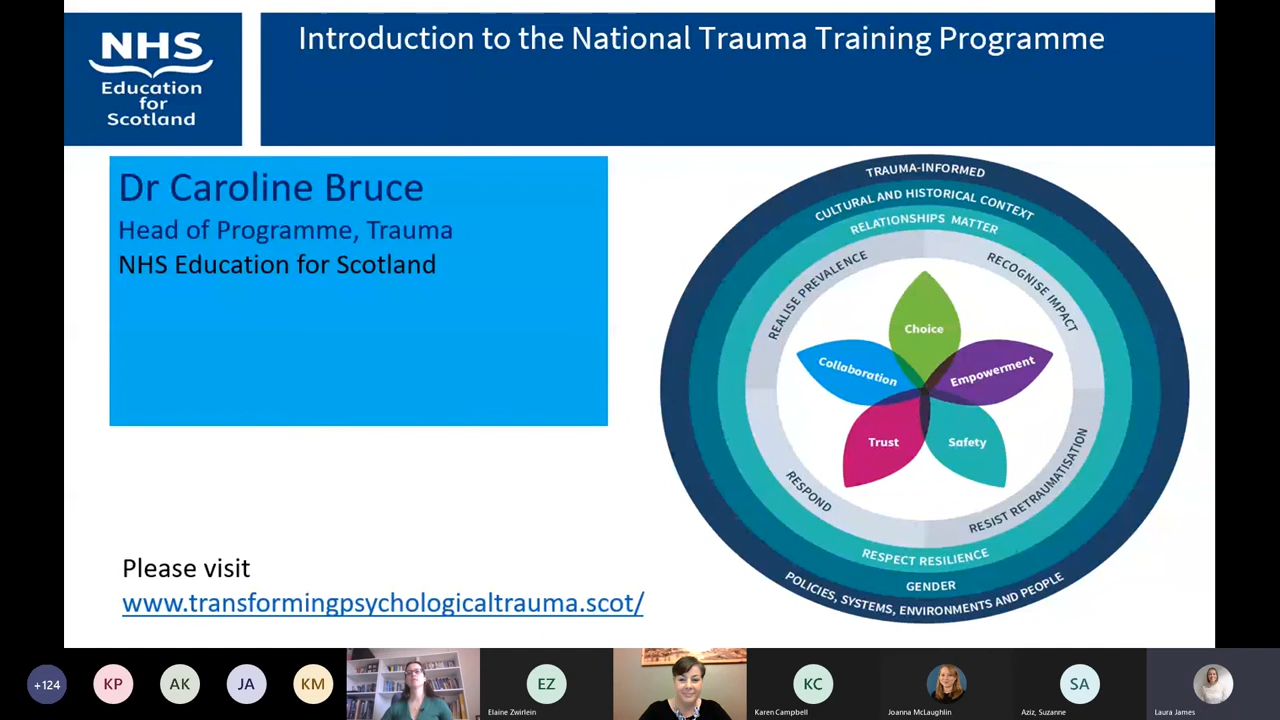 NHS
Education
for
Scotland
Introduction to the National Trauma Training Programme
Dr Caroline Bruce
Head of Programme, Trauma
NHS Education for Scotland
TRAUMA-INFORMED
CULTURAL AND HISTORICAL CONTEXT
RELATIONSHIPS MATTER
REALISE PREVALENCE
RECOGNISE IMPACT
Choice
Collaboration
Empowerment
Trust
Safety
RESPOND
RESIST RETRAUMATISATION
RESPECT RESILIENCE
GENDER
POLICIES, SYSTEMS, ENVIRONMENTS AND PEOPLE
Please visit
www.transformingpsychologicaltrauma.scot/
+124
KP
AK
JA
KM
EZ
Elaine Zwirlein
KC
Karen Campbell
Joanna McLaughlin
SA
Aziz, Suzanne
Laura James